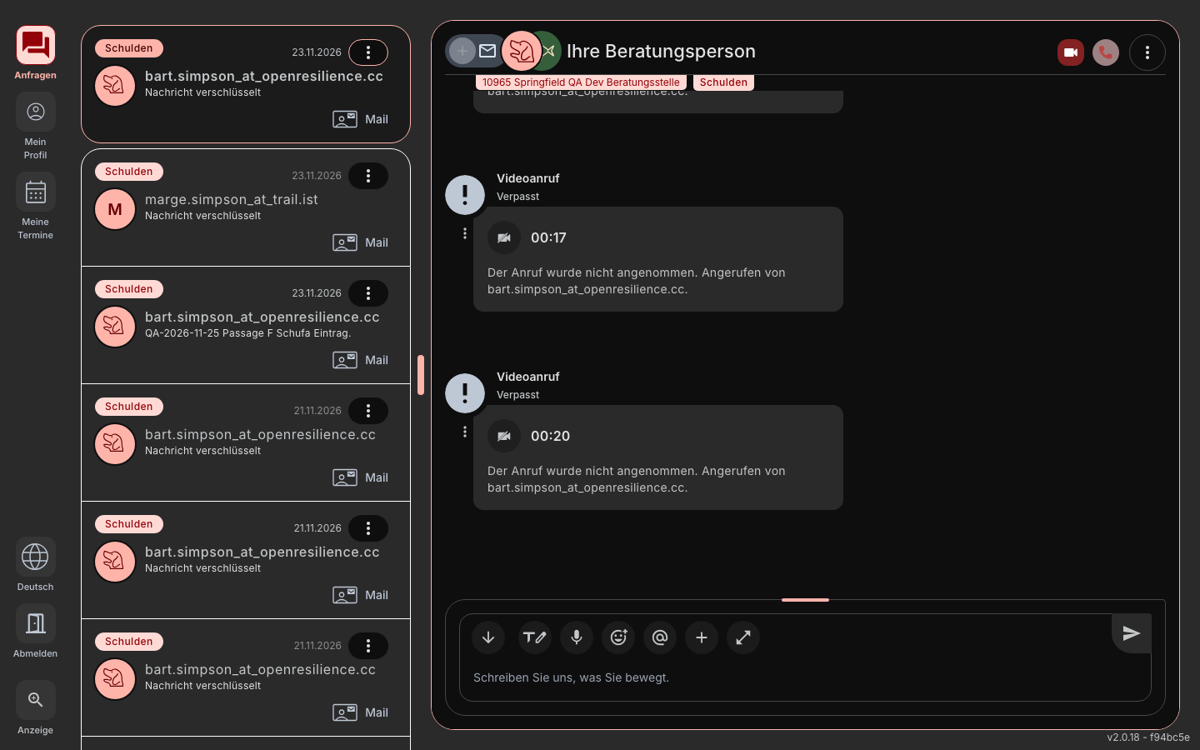 Anfragen
Mein
Profil
Meine
Termine
Deutsch
Abmelden
Anzeige
Schulden
23.11.2026
bart.simpson_at_openresilience.cc
Nachricht verschlüsselt
Mail
Schulden
23.11.2026
M
marge.simpson_at_trail.ist
Nachricht verschlüsselt
Mail
Schulden
23.11.2026
bart.simpson_at_openresilience.cc
QA-2026-11-25 Passage F Schufa Eintrag.
Mail
Schulden
21.11.2026
bart.simpson_at_openresilience.cc
Nachricht verschlüsselt
Mail
Schulden
21.11.2026
bart.simpson_at_openresilience.cc
Nachricht verschlüsselt
Mail
Schulden
21.11.2026
bart.simpson_at_openresilience.cc
Nachricht verschlüsselt
Mail
Ihre Beratungsperson
10965 Springfield QA Dev Beratungsstelle
Schulden
bart.simpson_at_openresilience.cc.
Videoanruf
Verpasst
00:17
Der Anruf wurde nicht angenommen. Angerufen von
bart.simpson_at_openresilience.cc.
Videoanruf
Verpasst
00:20
Der Anruf wurde nicht angenommen. Angerufen von
bart.simpson_at_openresilience.cc.
Schreiben Sie uns, was Sie bewegt.
v2.0.18 - f94bc5e